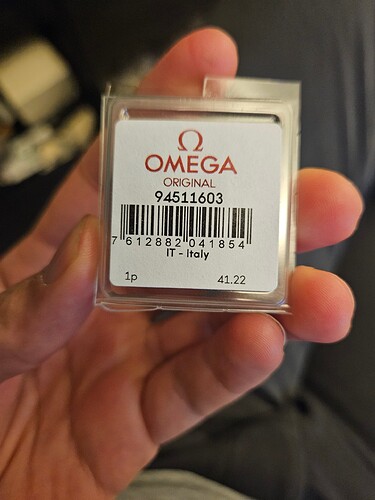 Ω
OMEGA
ORIGINAL
94511603
7 612882 041854
IT - Italy
1p 41.22